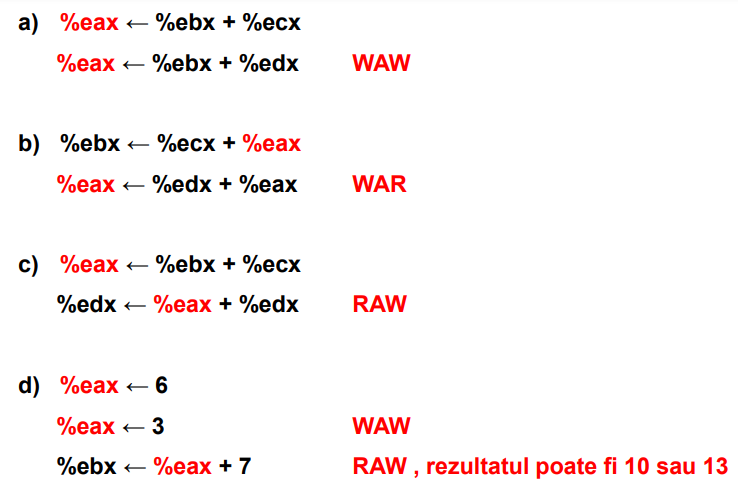 a) %eax ← %ebx + %ecx
%eax ← %ebx + %edx WAW
b) %ebx ← %ecx + %eax
%eax ← %edx + %eax WAR
c) %eax ← %ebx + %ecx
%edx ← %eax + %edx RAW
d) %eax ← 6
%eax ← 3 WAW
%ebx ← %eax + 7 RAW , rezultatul poate fi 10 sau 13